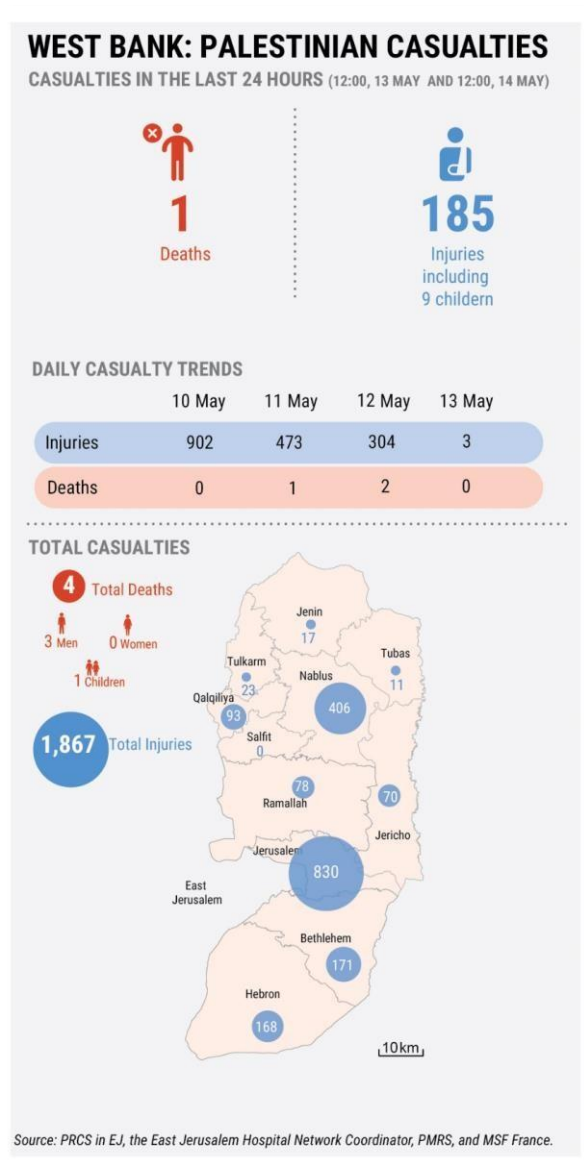 WEST BANK: PALESTINIAN CASUALTIES
CASUALTIES IN THE LAST 24 HOURS (12:00, 13 MAY AND 12:00, 14 MAY)
1
Deaths
185
Injuries
including
9 childern
DAILY CASUALTY TRENDS
10 May 11 May 12 May 13 May
Injuries 902 473 304 3
Deaths 0 1 2 0
TOTAL CASUALTIES
4 Total Deaths
3 Men 0 Women
1 Children
1,867 Total Injuries
Jenin
17
Tubas
11
Tulkarm
23
Nablus
406
Qalqiliya
93
Salfit
0
78
Ramallah
70
Jericho
Jerusalem
830
East
Jerusalem
Bethlehem
171
Hebron
168
10km
Source: PRCS in EJ, the East Jerusalem Hospital Network Coordinator, PMRS, and MSF France.